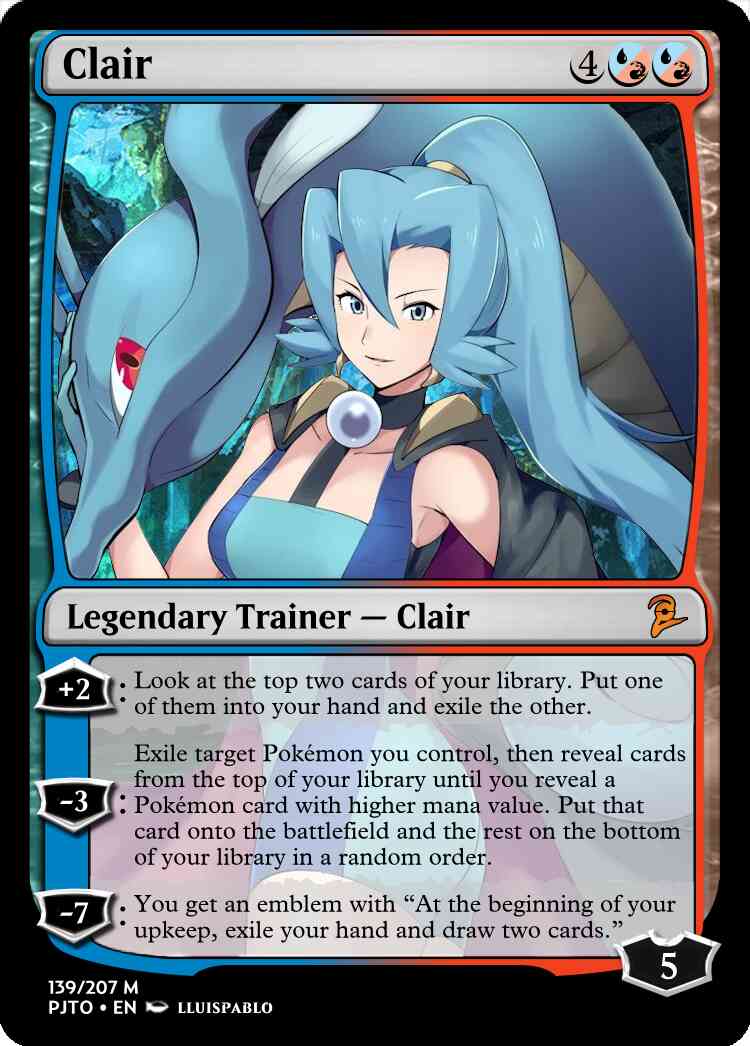 Clair 4
Legendary Trainer — Clair
+2 : Look at the top two cards of your library. Put one
of them into your hand and exile the other.
Exile target Pokémon you control, then reveal cards
from the top of your library until you reveal a
−3 : Pokémon card with higher mana value. Put that
card onto the battlefield and the rest on the bottom
of your library in a random order.
−7 : You get an emblem with “At the beginning of your
upkeep, exile your hand and draw two cards.”
5
139/207 M
PJTO • EN LLUISPABLO